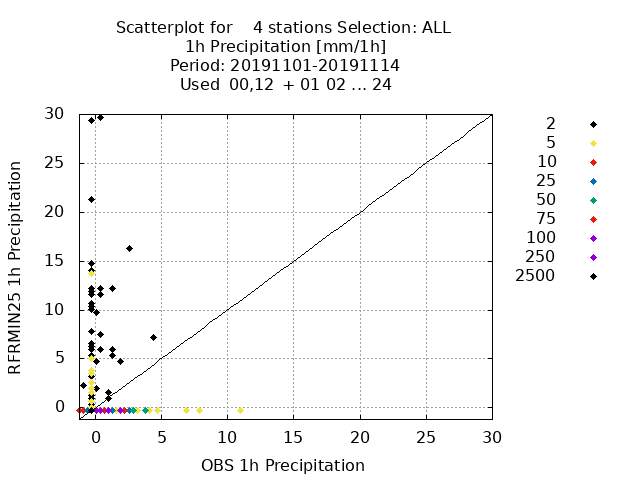 Scatterplot for 4 stations Selection: ALL
1h Precipitation [mm/1h]
Period: 20191101-20191114
Used 00,12 + 01 02 ... 24
30
25
20
15
10
5
0
RFRMIN25 1h Precipitation
0 5 10 15 20 25 30
OBS 1h Precipitation
2
5
10
25
50
75
100
250
2500